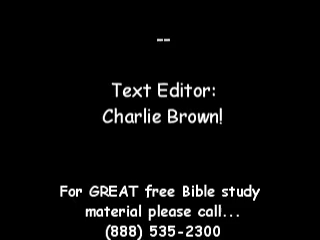 --
Text Editor:
Charlie Brown!
For GREAT free Bible study
material please call...
(888) 535-2300